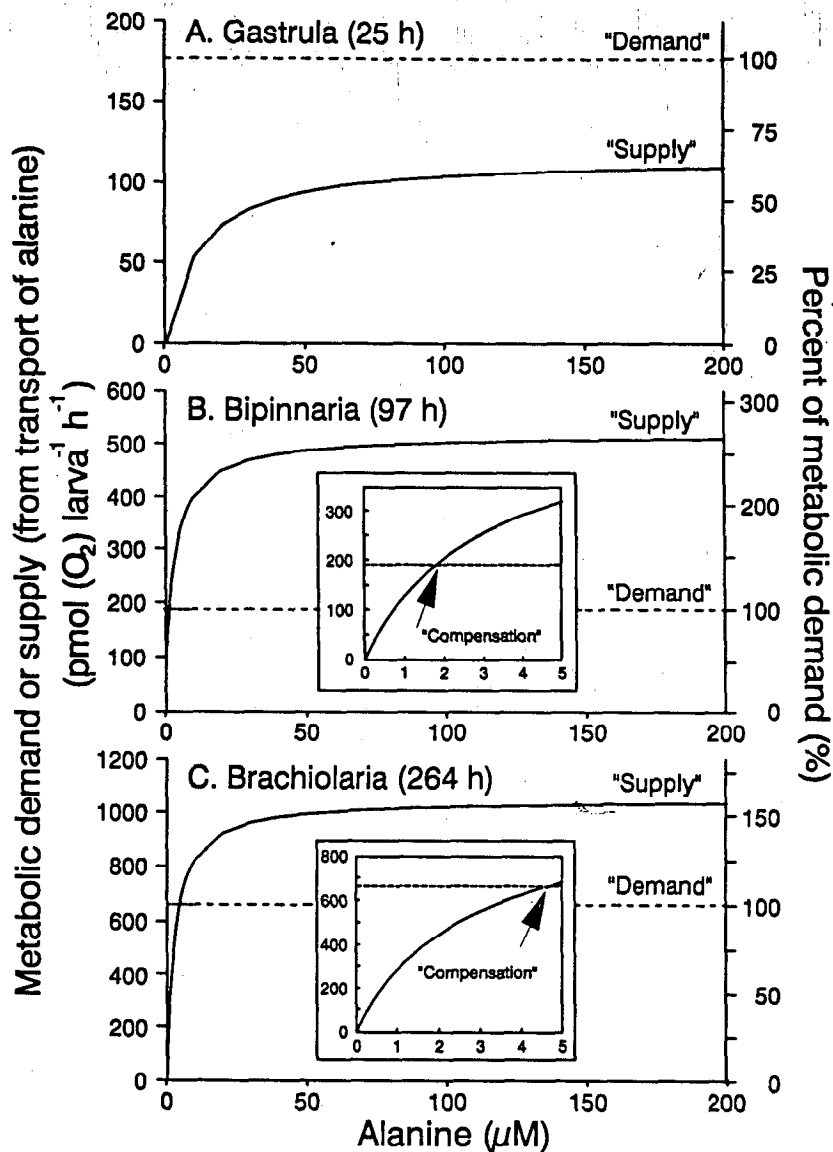 Metabolic demand or supply (from transport of alanine)
(pmol (O₂) larva⁻¹ h⁻¹)
Percent of metabolic demand (%)
A. Gastrula (25 h)
"Demand"
"Supply"
200
150
100
50
0
100
75
50
25
0
0 50 100 150 200
B. Bipinnaria (97 h)
"Supply"
"Demand"
600
500
400
300
200
100
0
300
200
100
0
300
200
100
0
"Compensation"
0 1 2 3 4 5
0 50 100 150 200
C. Brachiolaria (264 h)
"Supply"
"Demand"
1200
1000
800
600
400
200
0
150
100
50
0
800
600
400
200
0
"Compensation"
0 1 2 3 4 5
0 50 100 150 200
Alanine (µM)